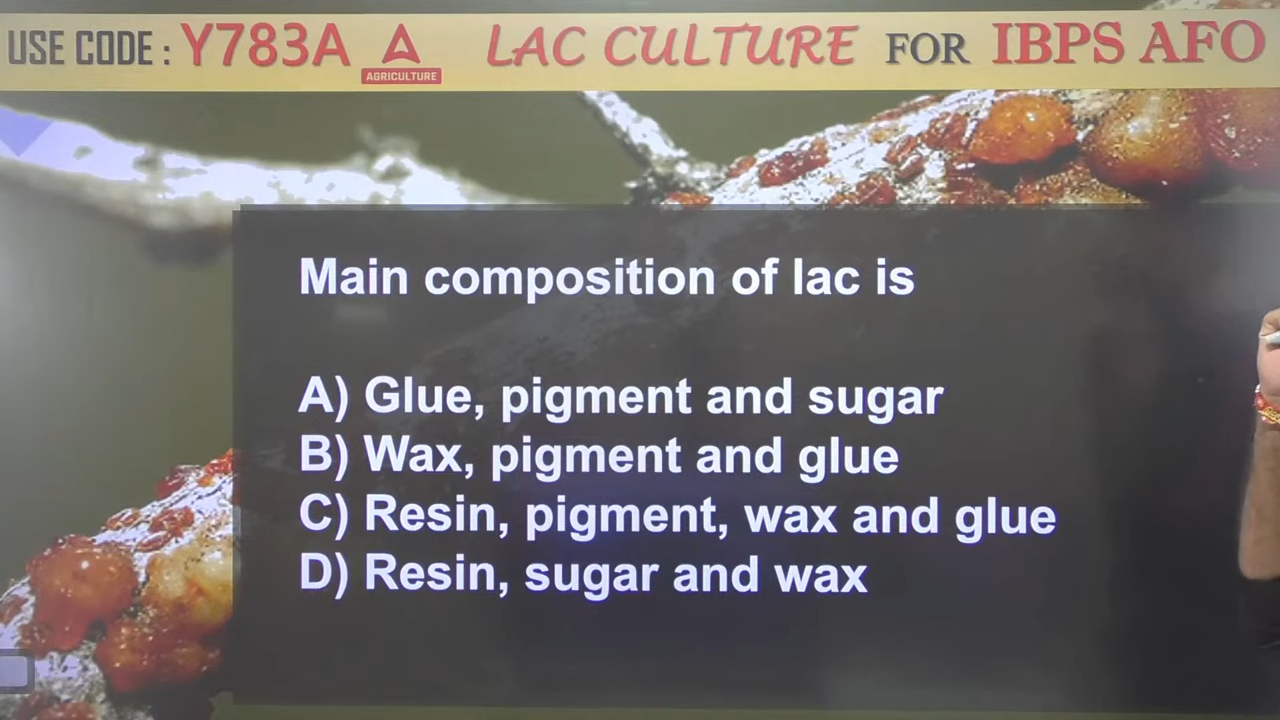 USE CODE : Y783A AGRICULTURE LAC CULTURE FOR IBPS AFO
Main composition of lac is
A) Glue, pigment and sugar
B) Wax, pigment and glue
C) Resin, pigment, wax and glue
D) Resin, sugar and wax